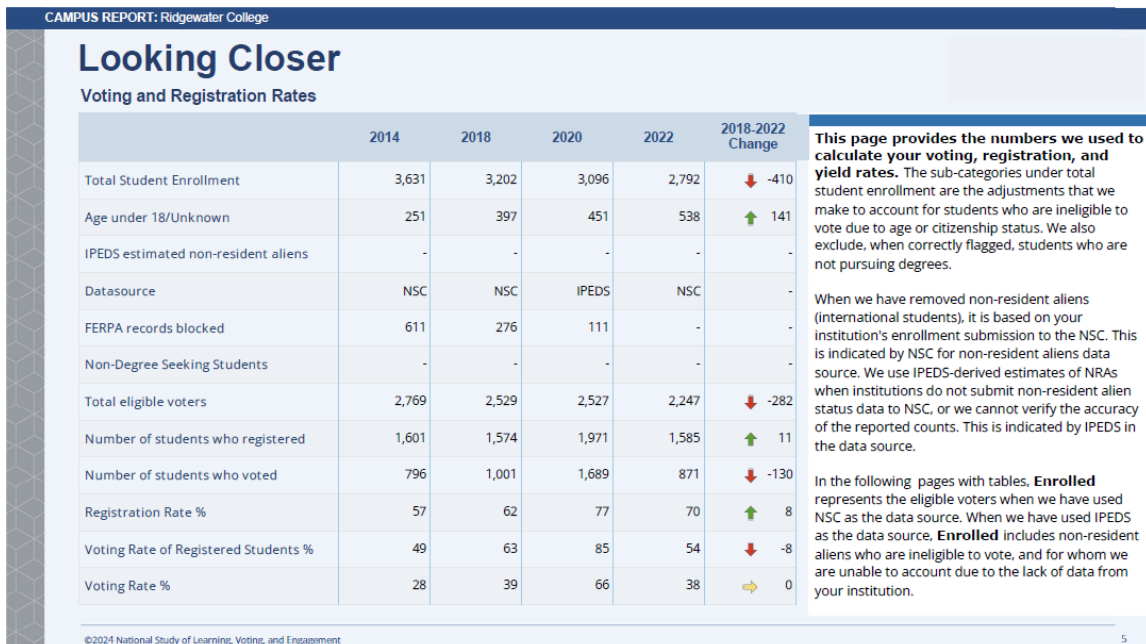 CAMPUS REPORT: Ridgewater College
Looking Closer
Voting and Registration Rates
2014 2018 2020 2022 2018-2022 Change
Total Student Enrollment 3,631 3,202 3,096 2,792 -410
Age under 18/Unknown 251 397 451 538 141
IPEDS estimated non-resident aliens - - - - -
Datasource NSC NSC IPEDS NSC -
FERPA records blocked 611 276 111 - -
Non-Degree Seeking Students - - - - -
Total eligible voters 2,769 2,529 2,527 2,247 -282
Number of students who registered 1,601 1,574 1,971 1,585 11
Number of students who voted 796 1,001 1,689 871 -130
Registration Rate % 57 62 77 70 8
Voting Rate of Registered Students % 49 63 85 54 -8
Voting Rate % 28 39 66 38 0
This page provides the numbers we used to
calculate your voting, registration, and
yield rates. The sub-categories under total
student enrollment are the adjustments that we
make to account for students who are ineligible to
vote due to age or citizenship status. We also
exclude, when correctly flagged, students who are
not pursuing degrees.
When we have removed non-resident aliens
(international students), it is based on your
institution's enrollment submission to the NSC. This
is indicated by NSC for non-resident aliens data
source. We use IPEDS-derived estimates of NRAs
when institutions do not submit non-resident alien
status data to NSC, or we cannot verify the accuracy
of the reported counts. This is indicated by IPEDS in
the data source.
In the following pages with tables, Enrolled
represents the eligible voters when we have used
NSC as the data source. When we have used IPEDS
as the data source, Enrolled includes non-resident
aliens who are ineligible to vote, and for whom we
are unable to account due to the lack of data from
your institution.
©2024 National Study of Learning, Voting, and Engagement
5